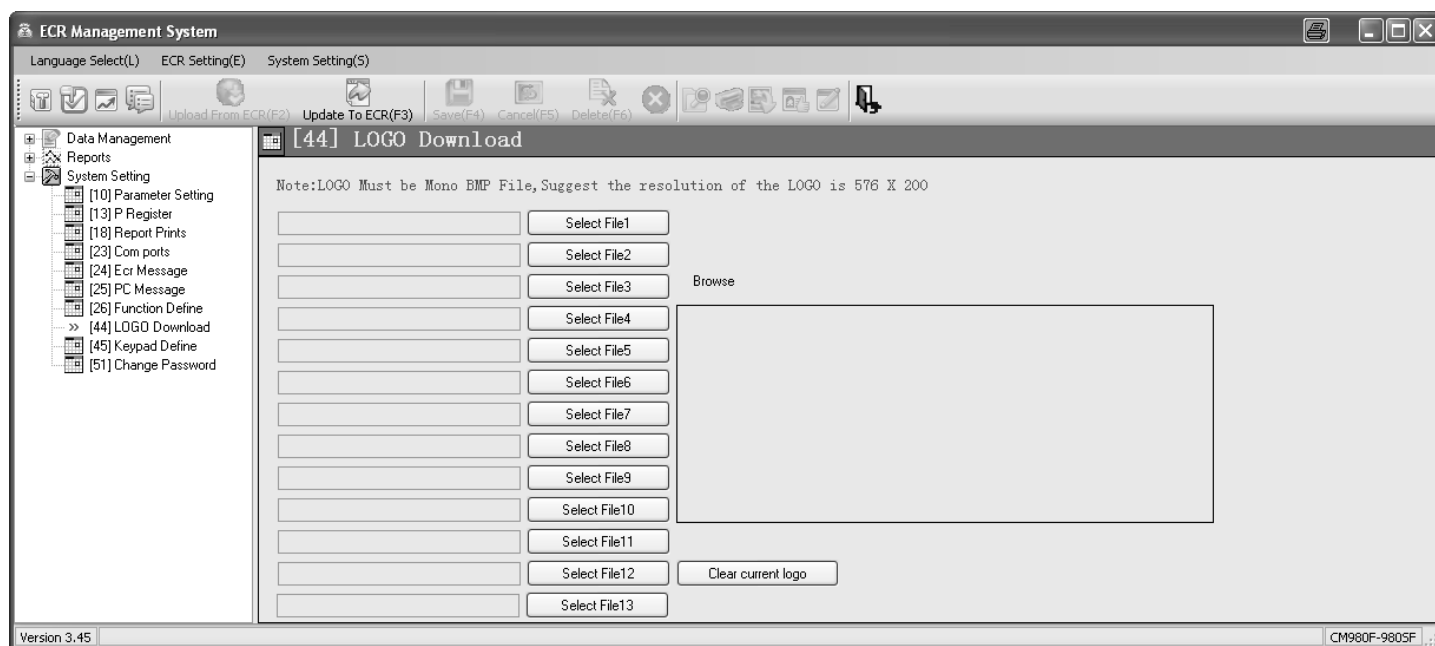 ECR Management System
Language Select(L) ECR Setting(E) System Setting(S)
Upload From ECR(F2) Update To ECR(F3) Save(F4) Cancel(F5) Delete(F6)
Data Management
Reports
System Setting
[10] Parameter Setting
[13] P Register
[18] Report Prints
[23] Com ports
[24] Ecr Message
[25] PC Message
[26] Function Define
» [44] LOGO Download
[45] Keypad Define
[51] Change Password
[44] LOGO Download
Note:LOGO Must be Mono BMP File,Suggest the resolution of the LOGO is 576 X 200
Select File1
Select File2
Select File3
Select File4
Select File5
Select File6
Select File7
Select File8
Select File9
Select File10
Select File11
Select File12
Select File13
Browse
Clear current logo
Version 3.45
CM980F-980SF